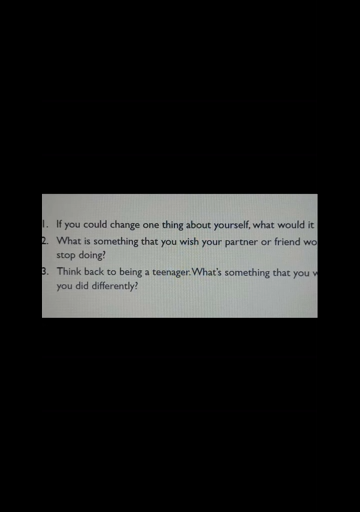 1. If you could change one thing about yourself, what would it
2. What is something that you wish your partner or friend wo
stop doing?
3. Think back to being a teenager. What's something that you w
you did differently?